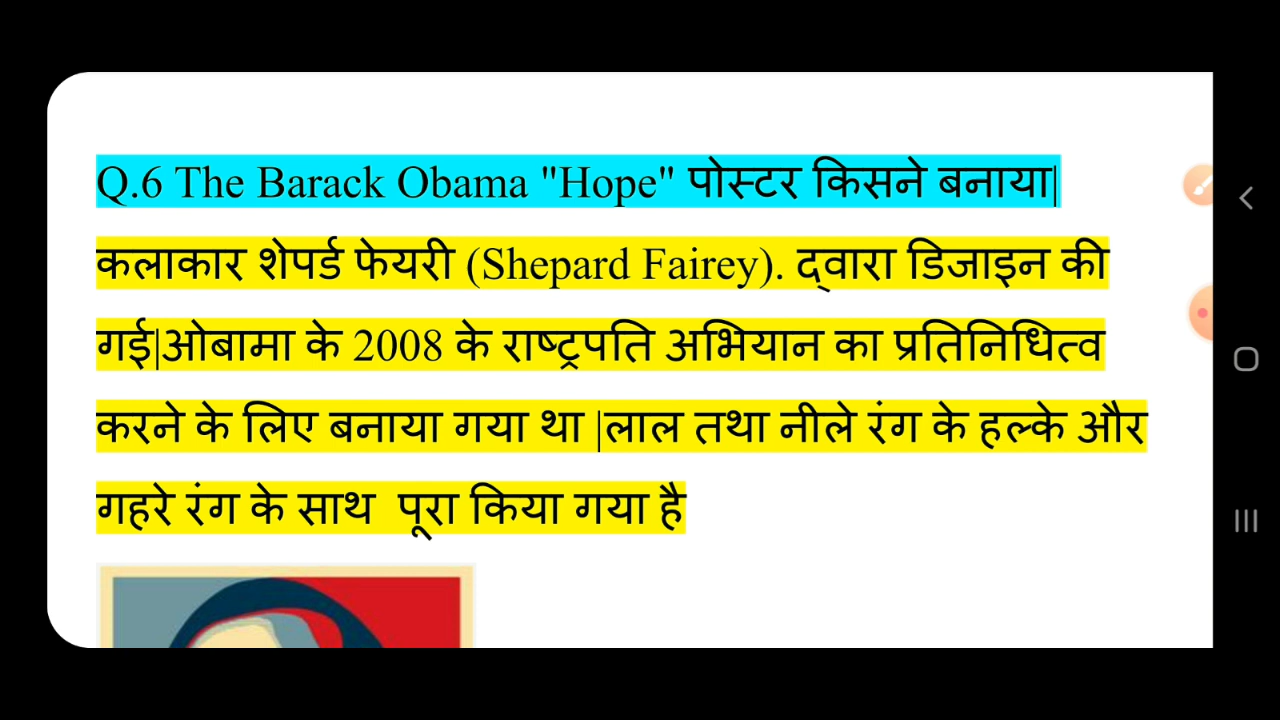 Q.6 The Barack Obama "Hope" पोस्टर किसने बनाया|
कलाकार शेपर्ड फेयरी (Shepard Fairey). द्वारा डिजाइन की
गई|ओबामा के 2008 के राष्ट्रपति अभियान का प्रतिनिधित्व
करने के लिए बनाया गया था |लाल तथा नीले रंग के हल्के और
गहरे रंग के साथ  पूरा किया गया है